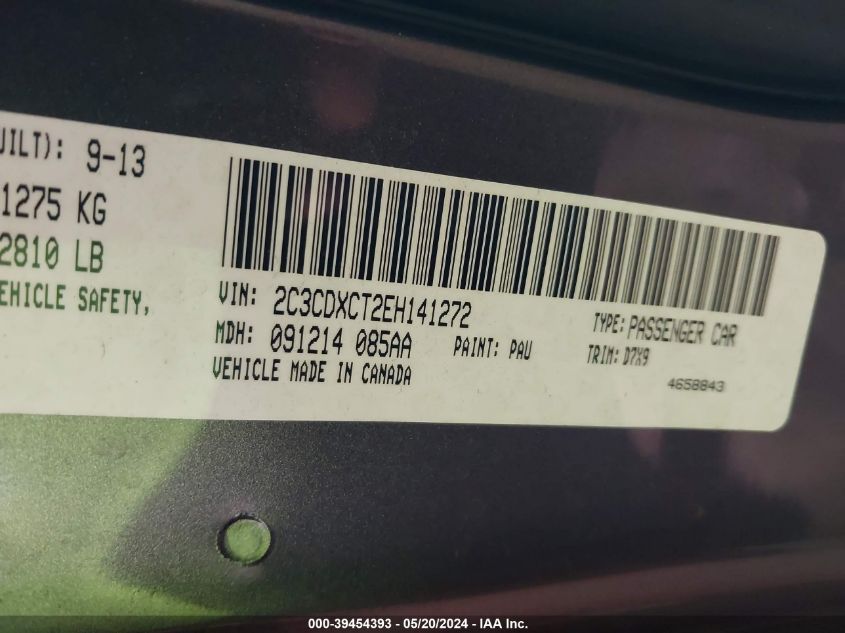 UILT): 9-13
1275 KG
2810 LB
EHICLE SAFETY,
VIN: 2C3CDXCT2EH141272
MDH: 091214 085AA
PAINT: PAU
VEHICLE MADE IN CANADA
TYPE: PASSENGER CAR
TRIM: D7X9
4658843
000-39454393 - 05/20/2024 - IAA Inc.